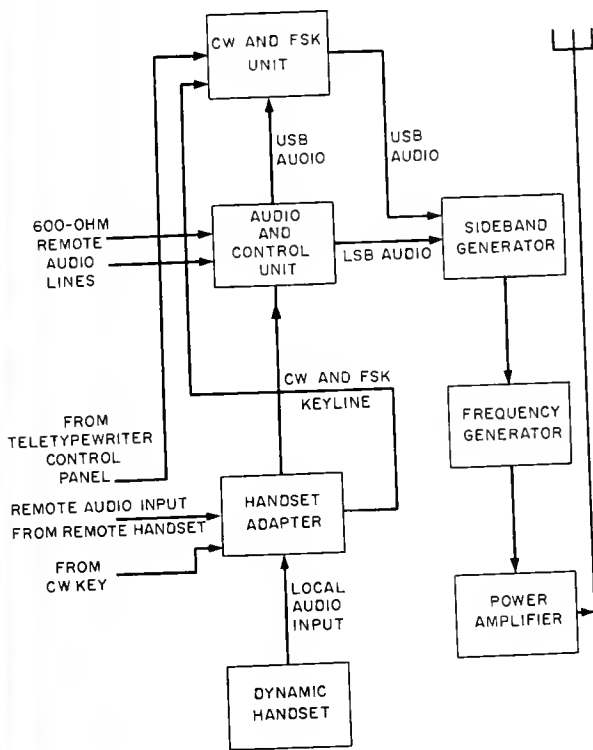 CW AND FSK
UNIT
USB
AUDIO
USB
AUDIO
600-OHM
REMOTE
AUDIO
LINES
AUDIO
AND
CONTROL
UNIT
LSB AUDIO
SIDEBAND
GENERATOR
CW AND FSK
KEYLINE
FROM
TELETYPEWRITER
CONTROL
PANEL
FREQUENCY
GENERATOR
REMOTE AUDIO INPUT
FROM REMOTE HANDSET
HANDSET
ADAPTER
FROM
CW KEY
LOCAL
AUDIO
INPUT
POWER
AMPLIFIER
DYNAMIC
HANDSET